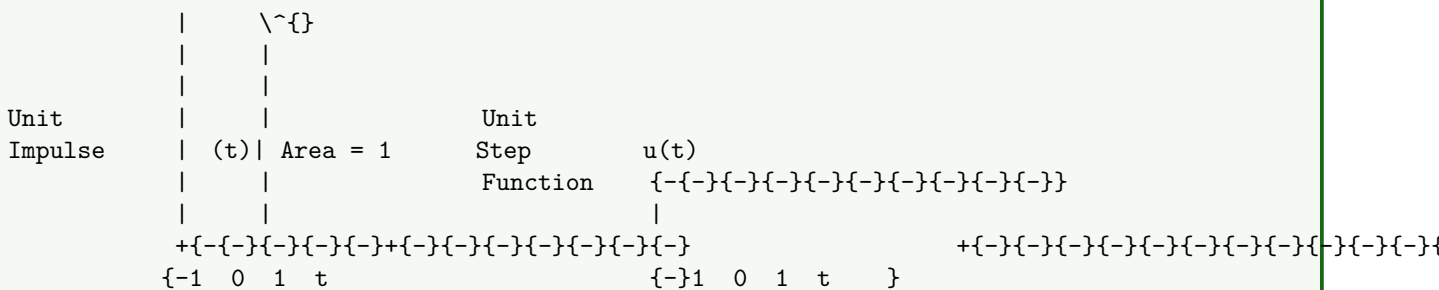 |     \^{}
|     |
|     |
Unit | | Unit
Impulse | (t)| Area = 1 Step u(t)
| | Function {-{-}{-}{-}{-}{-}{-}{-}{-}{-}}
| | |
+{-{-}{-}{-}{-}+{-}{-}{-}{-}{-}{-}{-} +{-}{-}{-}{-}{-}{-}{-}{-}{-}{-}{-}{
{-1 0 1 t {-}1 0 1 t }